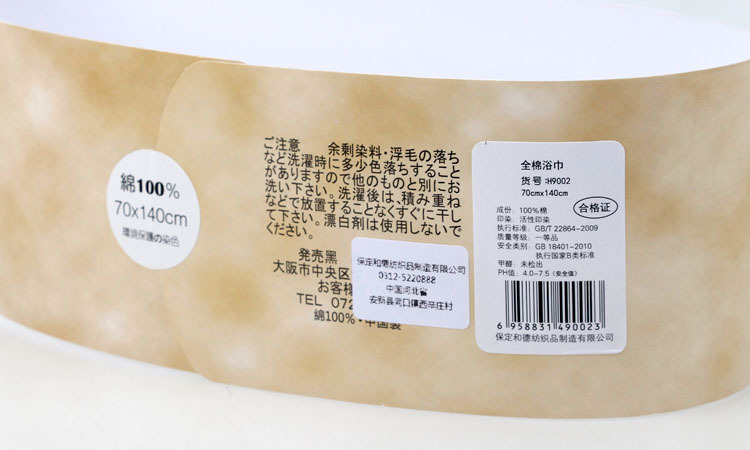 綿100%
70x140cm
環境保護の染色
ご注意　余剰染料・浮毛の落ち
など洗濯時に多少色落ちすること
がありますので他のものと別にお
洗い下さい。洗濯後は、積み重ね
などで放置することなくすぐに干し
て下さい。漂白剤は使用しないで
ください。
発売黑
大阪市中央区
お客様
TEL 072
綿100%・中国製
保定和德纺织品制造有限公司
0312-5220888
中国河北省
安新县同口镇西辛庄村
全棉浴巾
货号:H9002
70cmx140cm
合格证
成份: 100%棉
印染: 活性印染
执行标准: GB/T 22864-2009
质量等级: 一等品
安全类别: GB 18401-2010
执行国家B类标准
甲醛: 未检出
PH值: 4.0-7.5 (安全值)
6 958831 490023
保定和德纺织品制造有限公司